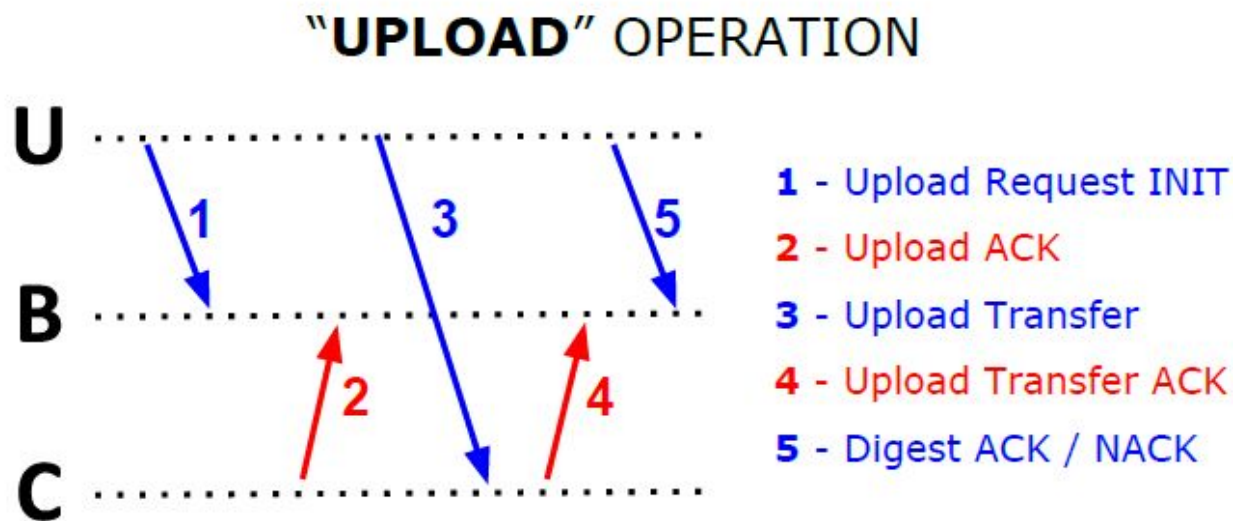 “UPLOAD” OPERATION
U
1
3
5
B
2
4
C
1 - Upload Request INIT
2 - Upload ACK
3 - Upload Transfer
4 - Upload Transfer ACK
5 - Digest ACK / NACK